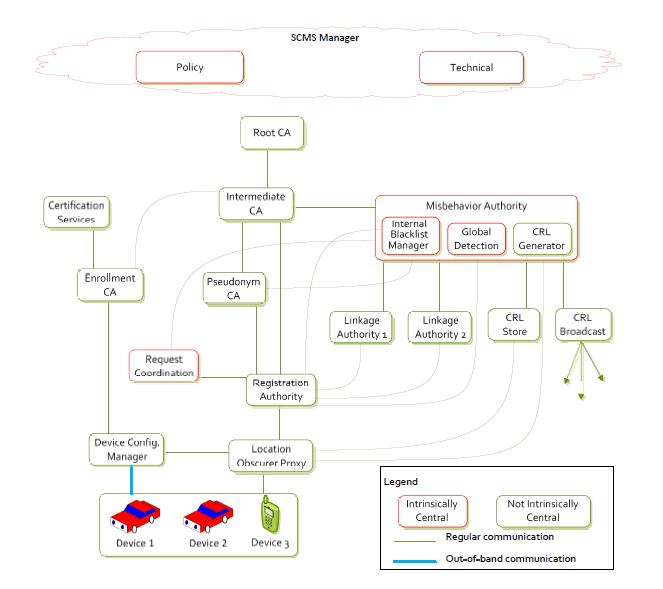 SCMS Manager
Policy
Technical
Root CA
Intermediate
CA
Certification
Services
Misbehavior Authority
Internal
Blacklist
Manager
Global
Detection
CRL
Generator
Enrollment
CA
Pseudonym
CA
Linkage
Authority 1
Linkage
Authority 2
CRL
Store
CRL
Broadcast
Request
Coordination
Registration
Authority
Device Config.
Manager
Location
Obscurer Proxy
Device 1
Device 2
Device 3
Legend
Intrinsically
Central
Not Intrinsically
Central
Regular communication
Out-of-band communication